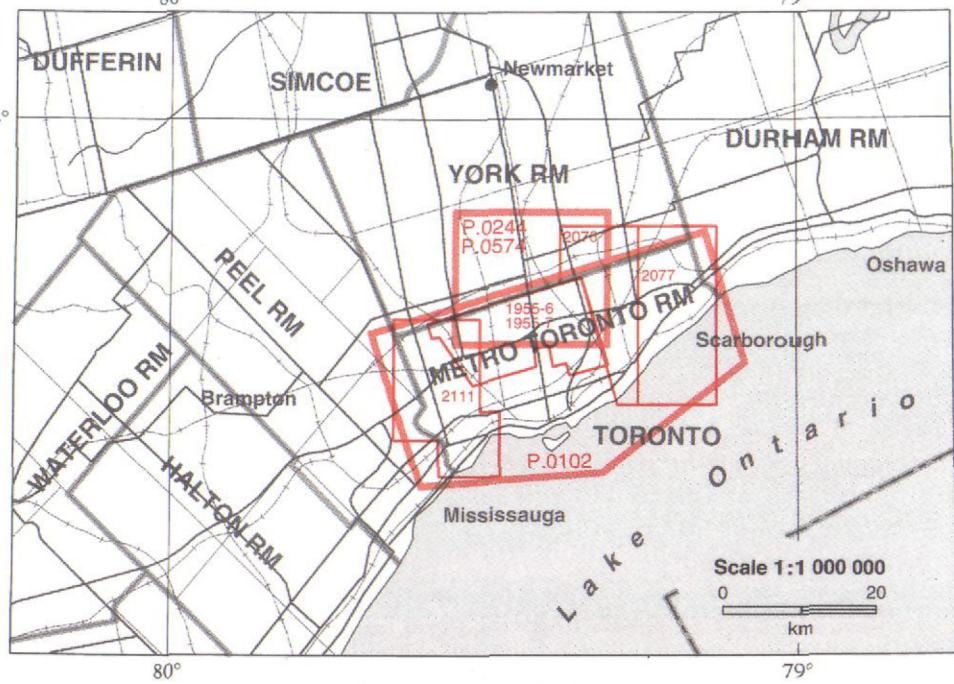 DUFFERIN
SIMCOE
Newmarket
DURHAM RM
YORK RM
P.0244
P.0574
2076
PEEL RM
2077
Oshawa
1955-6
1955-7
METRO TORONTO RM
Scarborough
WATERLOO RM
Brampton
2111
TORONTO
P.0102
HALTON RM
Mississauga
Lake Ontario
Scale 1:1 000 000
0 20
km
80° 79°